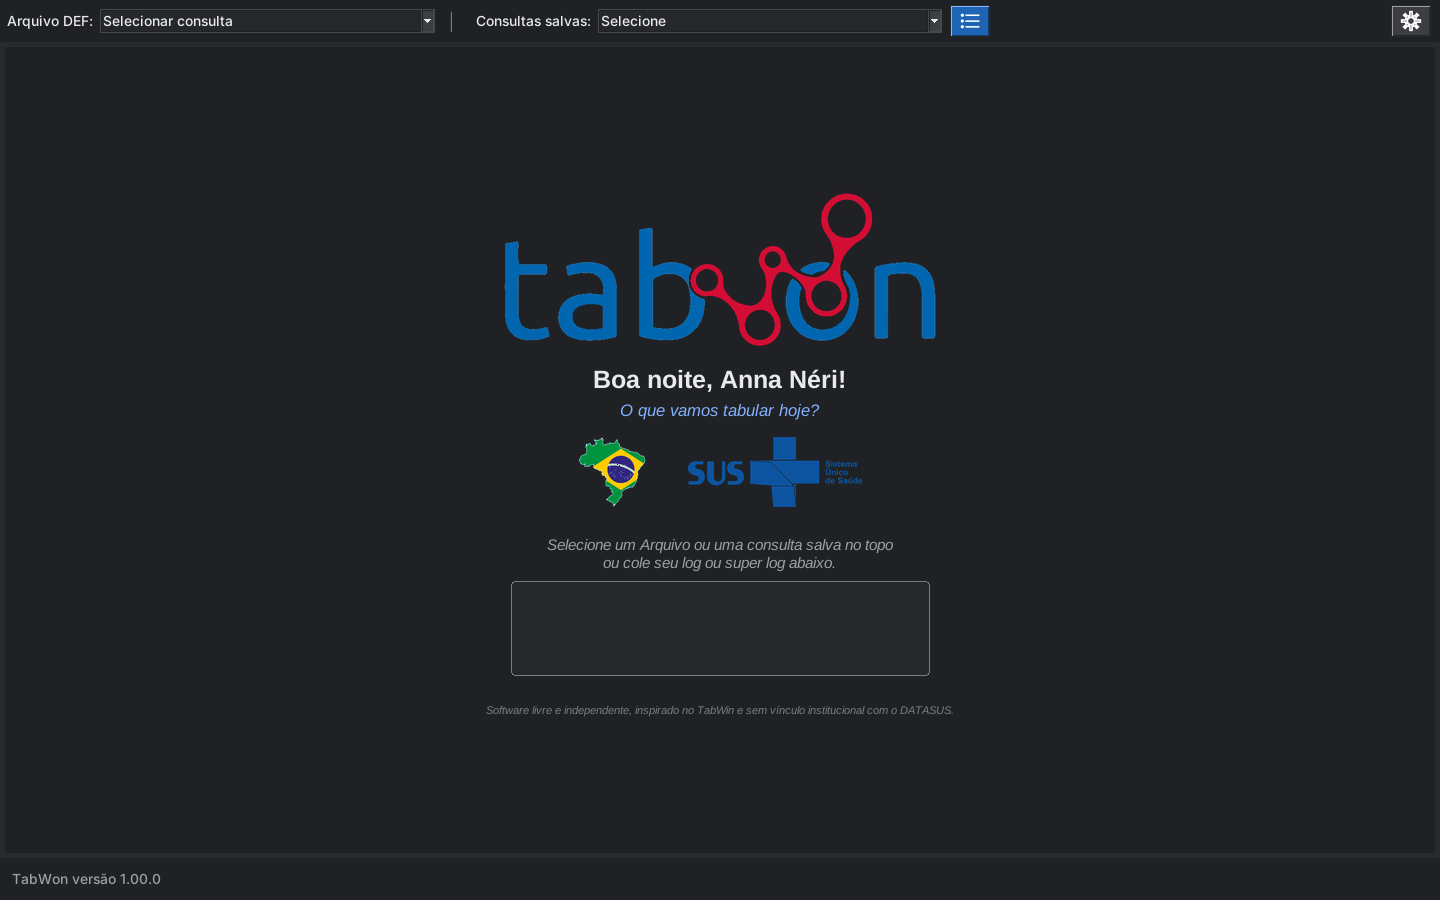 Arquivo DEF: Selecionar consulta Consultas salvas: Selecione
tabwon
Boa noite, Anna Néri!
O que vamos tabular hoje?
SUS Sistema
Único
de Saúde
Selecione um Arquivo ou uma consulta salva no topo
ou cole seu log ou super log abaixo.
Software livre e independente, inspirado no TabWin e sem vínculo institucional com o DATASUS.
TabWon versão 1.00.0